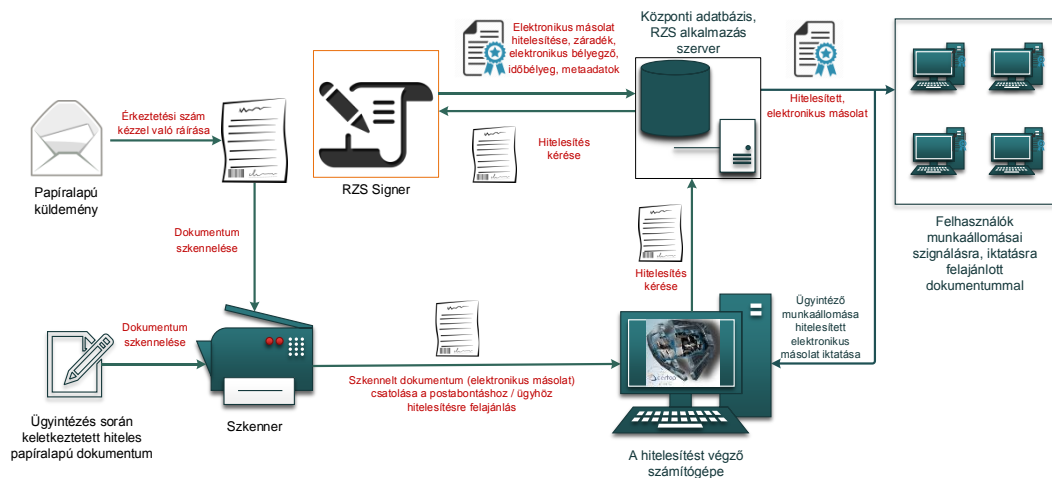 Elektronikus másolat
hitelesítése, záradék,
elektronikus bélyegző,
időbélyeg, metaadatok
Központi adatbázis,
RZS alkalmazás
szerver
Érkeztetési szám
kézzel való ráírása
Hitelesített,
elektronikus másolat
Hitelesítés
kérése
Papíralapú
küldemény
RZS Signer
Felhasználók
munkaállomásai
szignálásra, iktatásra
felajánlott
dokumentummal
Dokumentum
szkennelése
Hitelesítés
kérése
Ügyintéző
munkaállomása
hitelesített
elektronikus
másolat iktatása
Dokumentum
szkennelése
Szkennelt dokumentum (elektronikus másolat)
csatolása a postabontáshoz / ügyhöz
hitelesítésre felajánlás
Szkenner
Ügyintézés során
keletkeztetett hiteles
papíralapú dokumentum
A hitelesítést végző
számítógépe